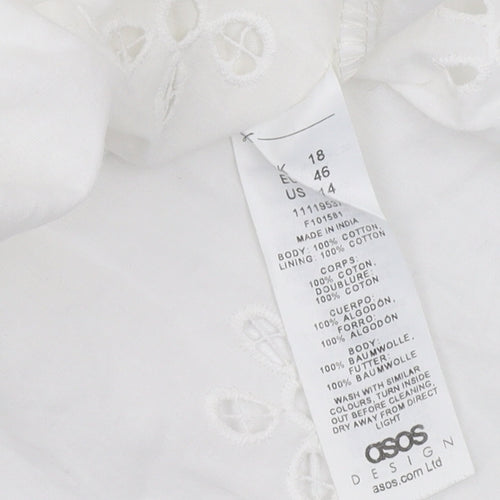 18
EU 46
US 14
F101581
MADE IN INDIA
BODY: 100% COTTON,
LINING: 100% COTTON
CORPS:
100% COTON,
DOUBLURE:
100% COTON
CUERPO:
100% ALGODÓN,
FORRO:
100% ALGODÓN
BODY:
100% BAUMWOLLE,
FUTTER:
100% BAUMWOLLE
WASH WITH SIMILAR
COLOURS, TURN INSIDE
OUT BEFORE CLEANING,
DRY AWAY FROM DIRECT
LIGHT
asos
DESIGN
asos.com Ltd